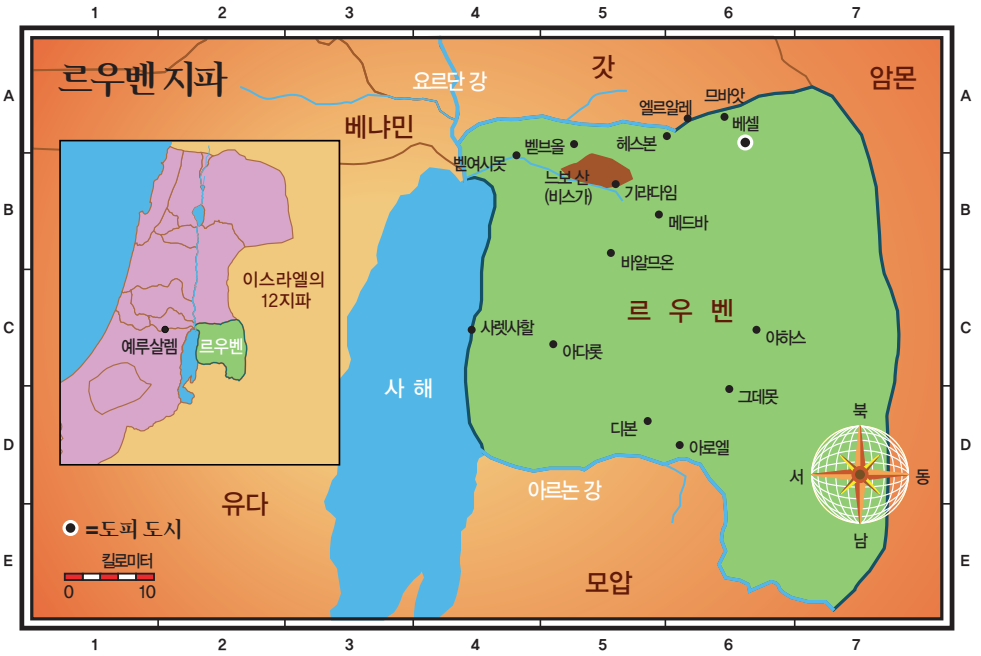 1 2 3 4 5 6 7
르우벤 지파
요르단 강
갓
암몬
A
A
베냐민
엘르알레
므바앗
베셀
벧브올
헤스본
벧여시못
느보 산
(비스가)
기랴다임
B
B
메드바
바알므온
이스라엘의
12지파
르 우 벤
C
C
예루살렘
르우벤
사렛사할
아다롯
야하스
사 해
그데못
디본
아로엘
D
D
북
서
동
남
아르논 강
유다
=도피 도시
킬로미터
0 10
E
E
모압
1 2 3 4 5 6 7